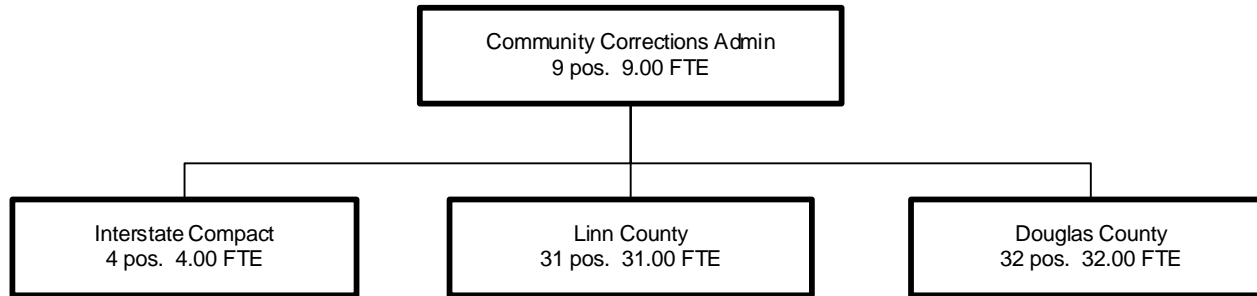 Community Corrections Admin
9 pos. 9.00 FTE
Interstate Compact
4 pos. 4.00 FTE
Linn County
31 pos. 31.00 FTE
Douglas County
32 pos. 32.00 FTE